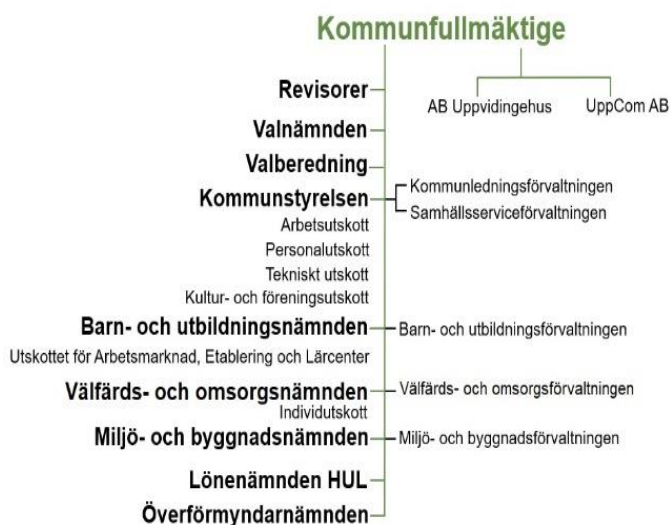 Kommunfullmäktige
Revisorer
AB Uppvidingehus
UppCom AB
Valnämnden
Valberedning
Kommunstyrelsen
Kommunledningsförvaltningen
Samhällsserviceförvaltningen
Arbetsutskott
Personalutskott
Tekniskt utskott
Kultur- och föreningsutskott
Barn- och utbildningsnämnden
Barn- och utbildningsförvaltningen
Utskottet för Arbetsmarknad, Etablering och Lärcenter
Välfärds- och omsorgsnämnden
Välfärds- och omsorgsförvaltningen
Individutskott
Miljö- och byggnadsnämnden
Miljö- och byggnadsförvaltningen
Lönenämnden HUL
Överförmyndarnämnden